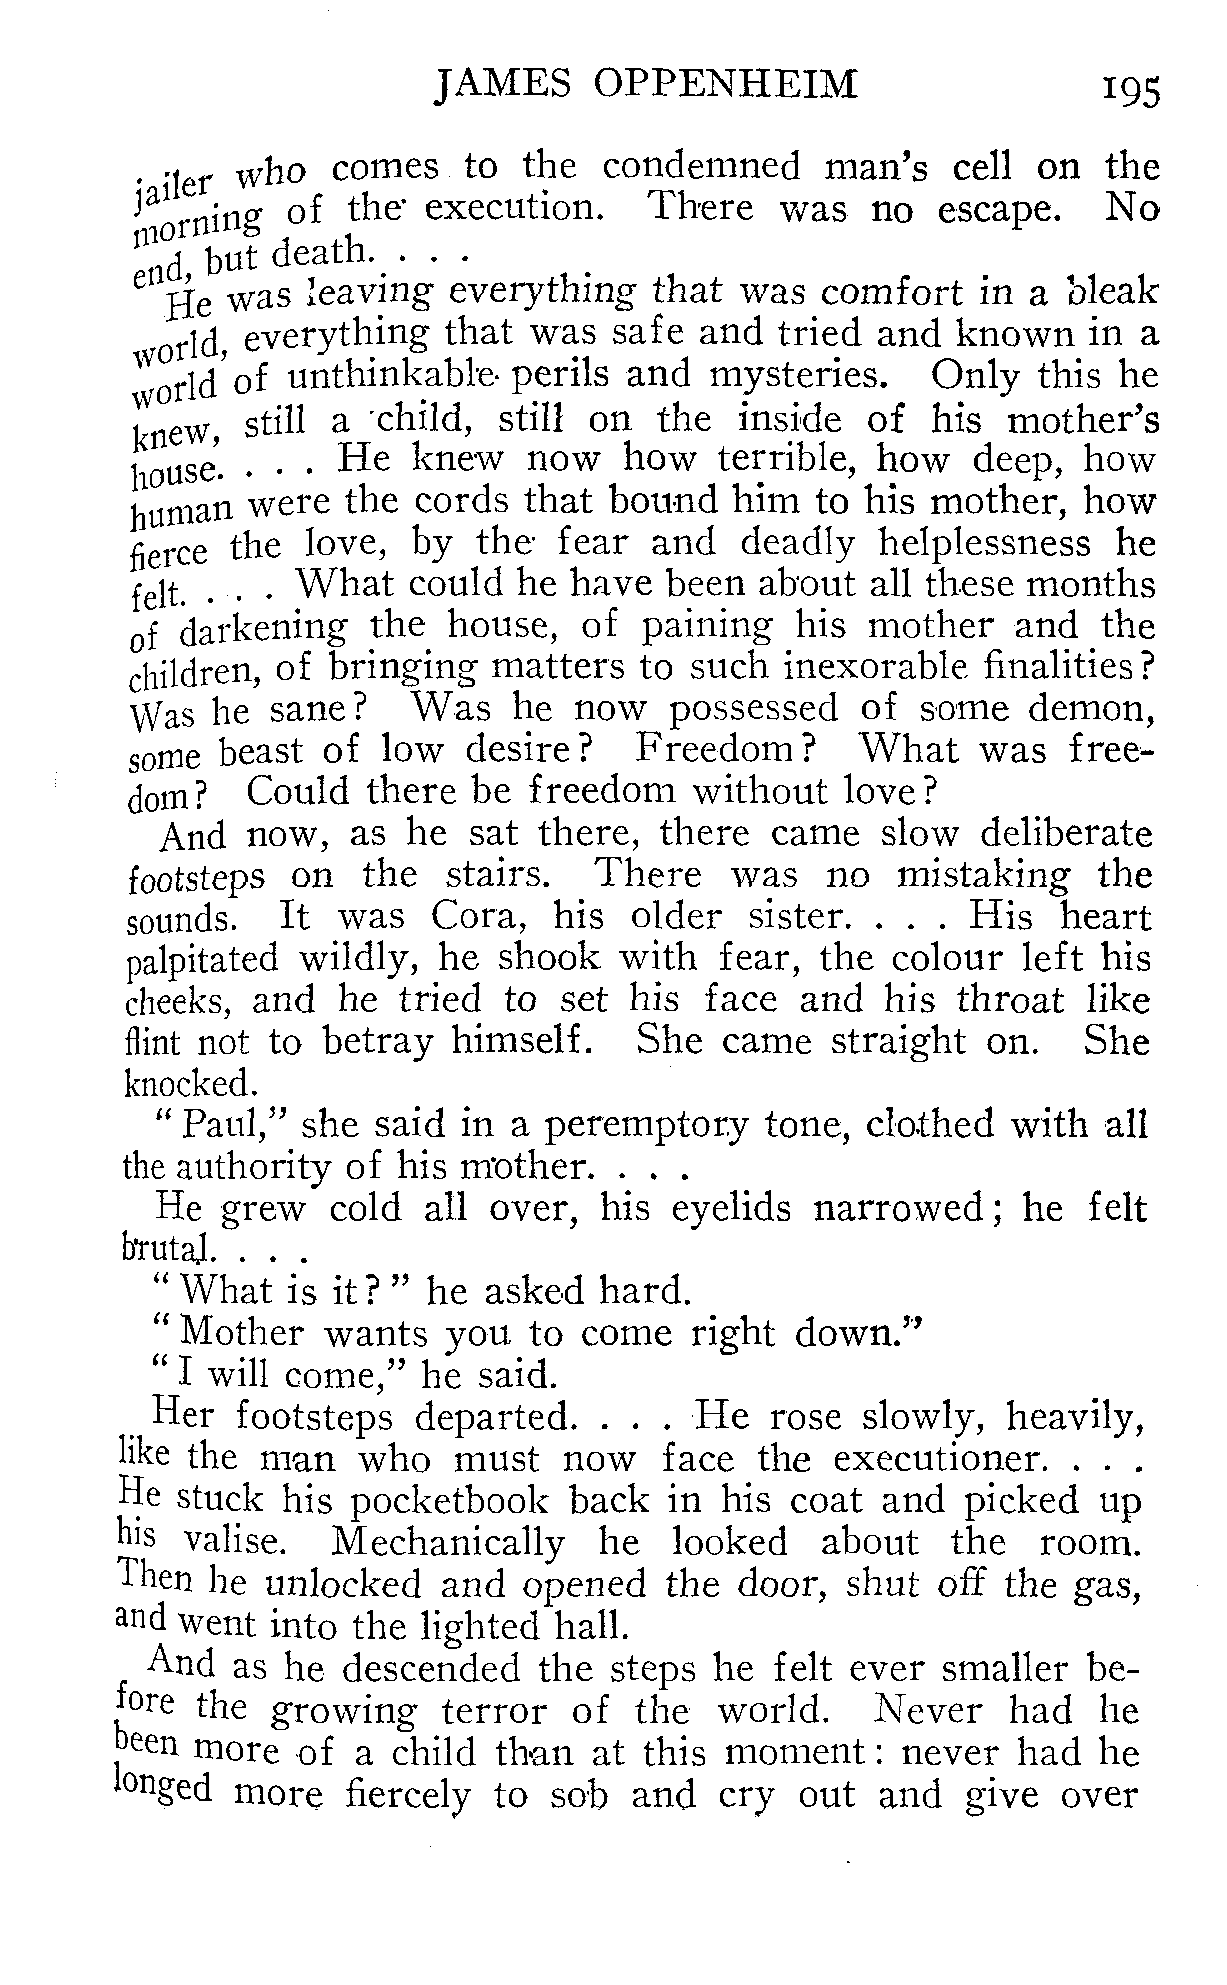 JAMES OPPENHEIM 195
jailer who comes to the condemned man's cell on the
morning of the execution. There was no escape. No
end, but death. . . .
He was leaving everything that was comfort in a bleak
world, everything that was safe and tried and known in a
world of unthinkable perils and mysteries. Only this he
knew, still a child, still on the inside of his mother's
house. . . . He knew now how terrible, how deep, how
human were the cords that bound him to his mother, how
fierce the love, by the fear and deadly helplessness he
felt. . . . What could he have been about all these months
of darkening the house, of paining his mother and the
children, of bringing matters to such inexorable finalities?
Was he sane? Was he now possessed of some demon,
some beast of low desire? Freedom? What was free-
dom? Could there be freedom without love?
And now, as he sat there, there came slow deliberate
footsteps on the stairs. There was no mistaking the
sounds. It was Cora, his older sister. . . . His heart
palpitated wildly, he shook with fear, the colour left his
cheeks, and he tried to set his face and his throat like
flint not to betray himself. She came straight on. She
knocked.
"Paul," she said in a peremptory tone, clothed with all
the authority of his mother. . . .
He grew cold all over, his eyelids narrowed; he felt
brutal. . . .
"What is it?" he asked hard.
"Mother wants you to come right down."
"I will come," he said.
Her footsteps departed. . . . He rose slowly, heavily,
like the man who must now face the executioner. . . .
He stuck his pocketbook back in his coat and picked up
his valise. Mechanically he looked about the room.
Then he unlocked and opened the door, shut off the gas,
and went into the lighted hall.
And as he descended the steps he felt ever smaller be-
fore the growing terror of the world. Never had he
been more of a child than at this moment: never had he
longed more fiercely to sob and cry out and give over